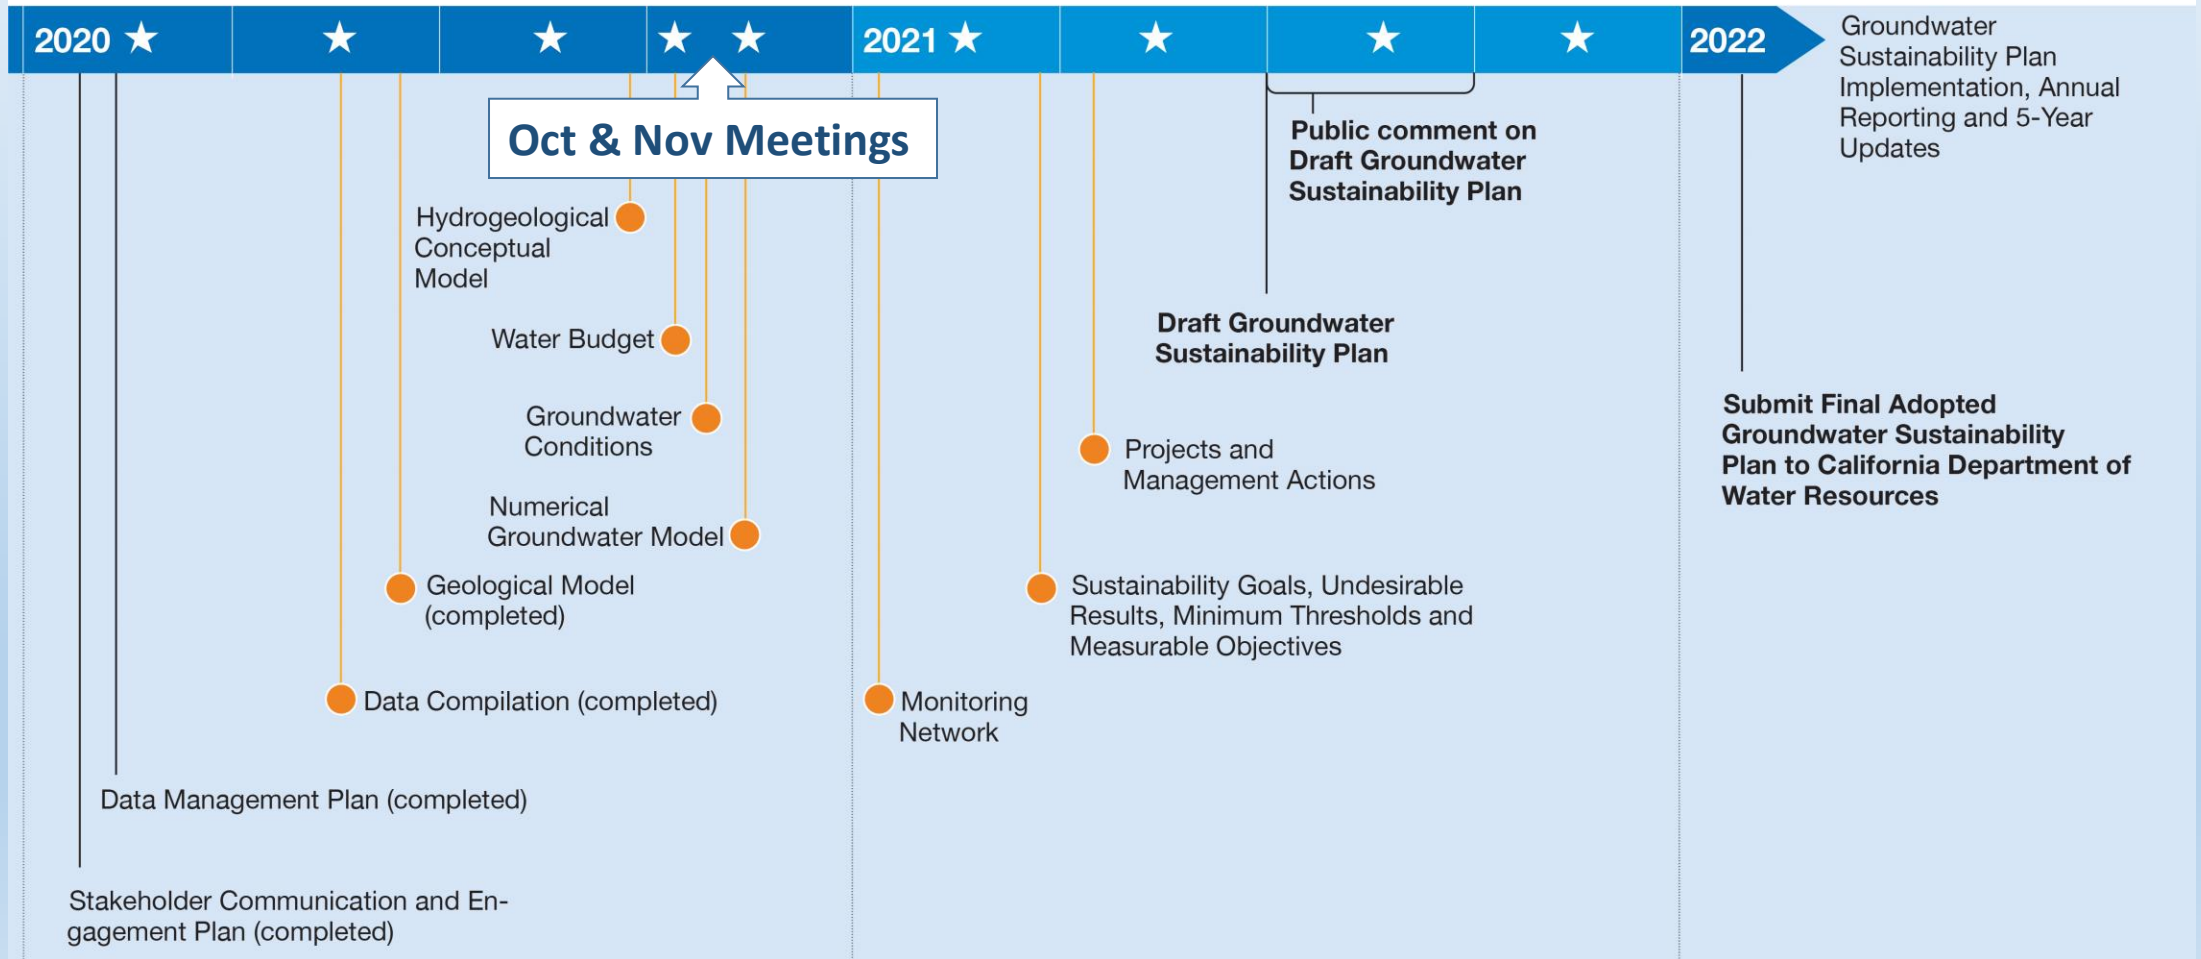 2020
2021
2022
Groundwater
Sustainability Plan
Implementation, Annual
Reporting and 5-Year
Updates
Oct & Nov Meetings
Public comment on
Draft Groundwater
Sustainability Plan
Hydrogeological
Conceptual
Model
Water Budget
Draft Groundwater
Sustainability Plan
Groundwater
Conditions
Submit Final Adopted
Groundwater Sustainability
Plan to California Department of
Water Resources
Projects and
Management Actions
Numerical
Groundwater Model
Geological Model
(completed)
Sustainability Goals, Undesirable
Results, Minimum Thresholds and
Measurable Objectives
Data Compilation (completed)
Monitoring
Network
Data Management Plan (completed)
Stakeholder Communication and En-
gagement Plan (completed)